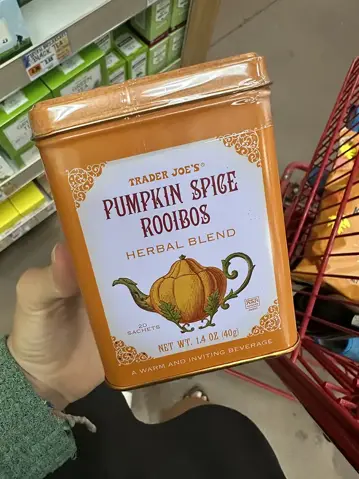 TRADER JOE'S®
PUMPKIN SPICE
ROOIBOS
HERBAL BLEND
20
SACHETS
NET WT. 1.4 OZ (40g)
A WARM AND INVITING BEVERAGE